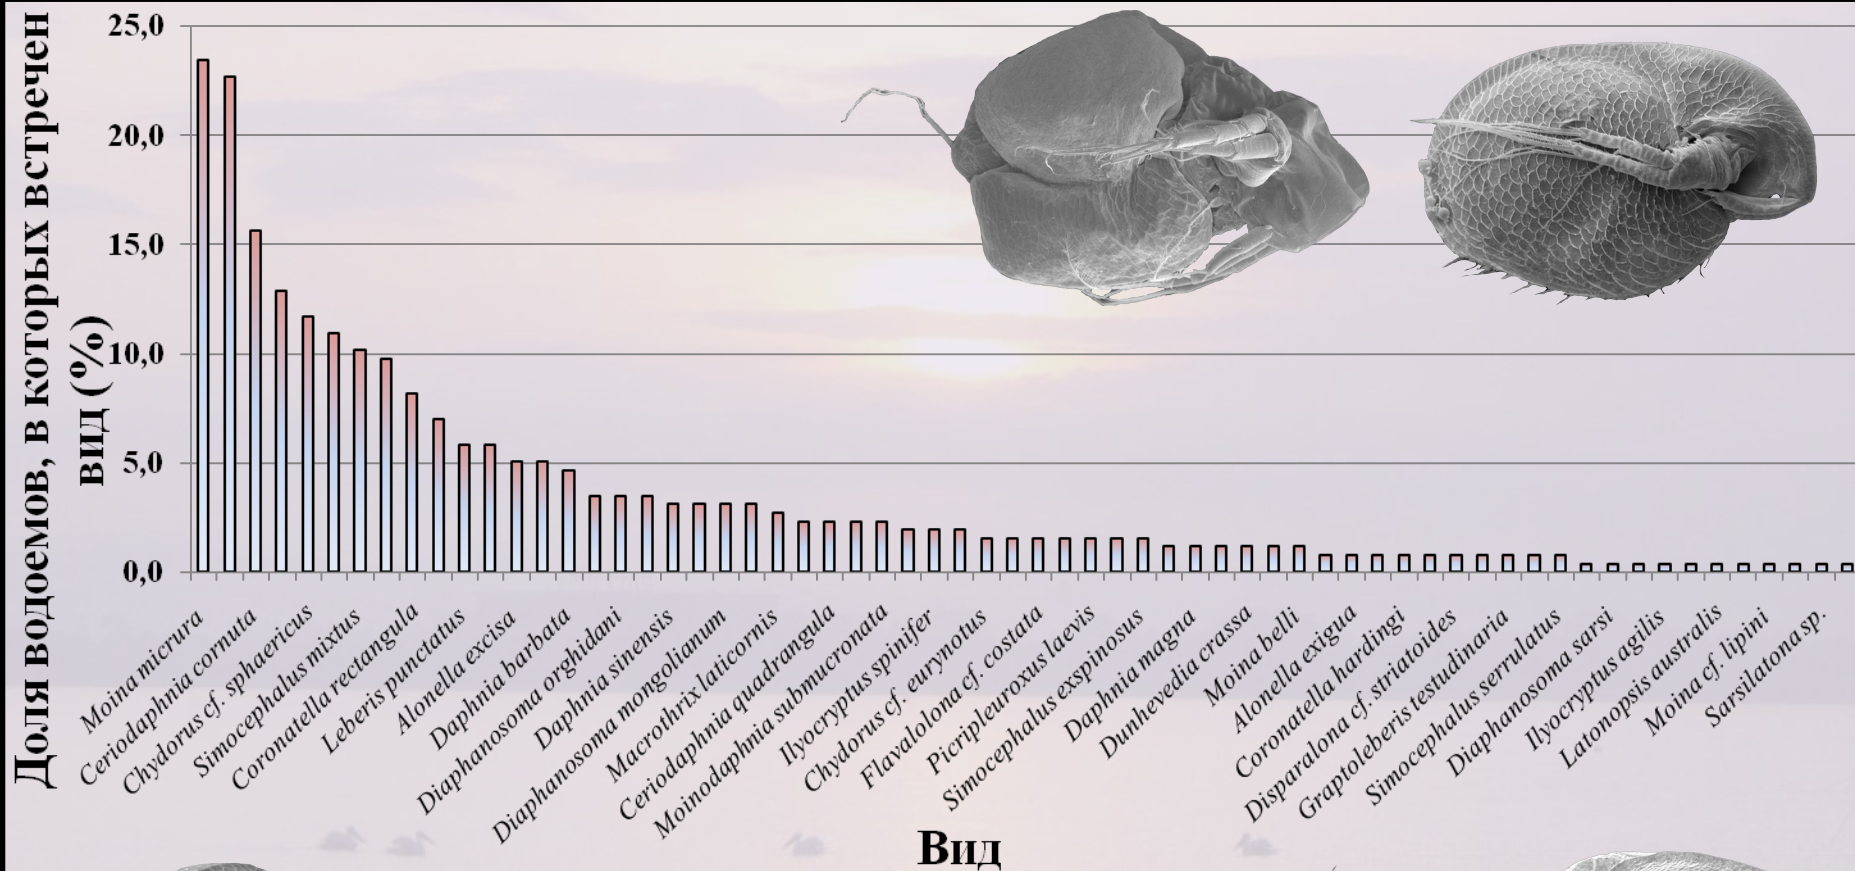 Доля водоемов, в которых встречен
вид (%)
25,0
20,0
15,0
10,0
5,0
0,0
Moina micrura
Ceriodaphnia cornuta
Chydorus cf. sphaericus
Simocephalus mixtus
Coronatella rectangula
Leberis punctatus
Alonella excisa
Daphnia barbata
Diaphanosoma orghidani
Daphnia sinensis
Diaphanosoma mongolianum
Macrothrix laticornis
Ceriodaphnia quadrangula
Moinodaphnia submucronata
Ilyocryptus spinifer
Chydorus cf. eurynotus
Flavalona cf. costata
Picripleuroxus laevis
Simocephalus exspinosus
Daphnia magna
Dunhevedia crassa
Moina belli
Alonella exigua
Coronatella hardingi
Disparalona cf. striatoides
Graptoleberis testudinaria
Simocephalus serrulatus
Diaphanosoma sarsi
Ilyocryptus agilis
Latonopsis australis
Moina cf. lipini
Sarsilatona sp.
Вид